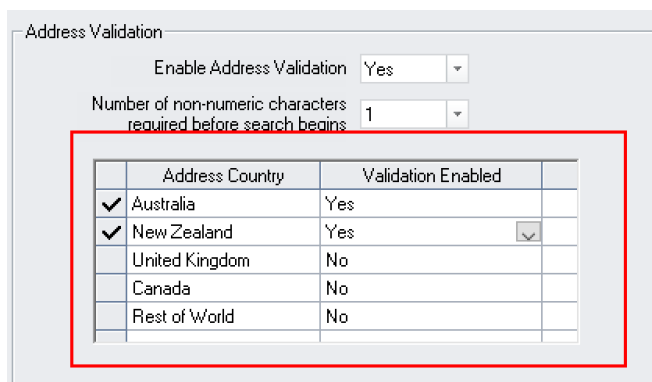 Address Validation
Enable Address Validation Yes
Number of non-numeric characters
required before search begins 1
Address Country Validation Enabled
Australia Yes
New Zealand Yes
United Kingdom No
Canada No
Rest of World No